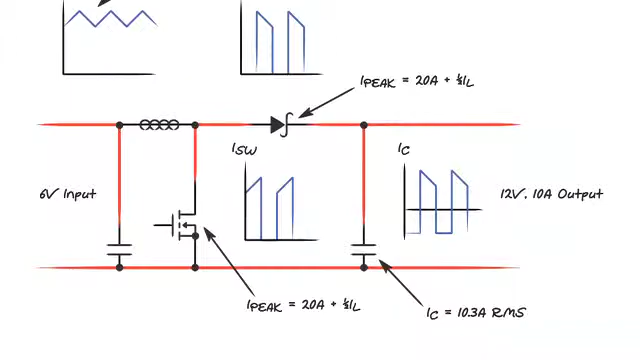 IPEAK = 20A + ½IL
ISW
IC
6V Input
12V. 10A Output
IPEAK = 20A + ½IL
IC = 10.3A RMS